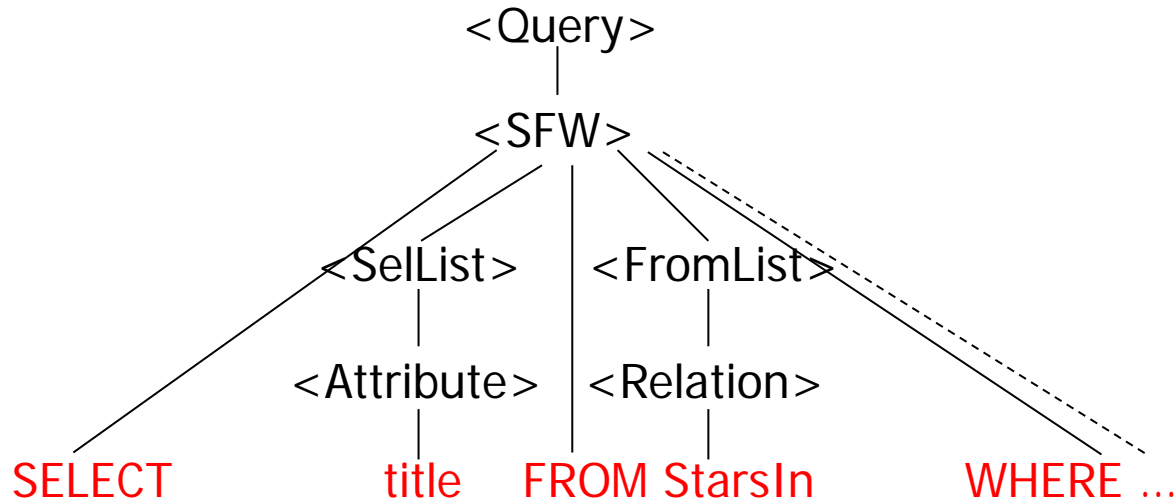 <Query>
<SFW>
<SelList> <FromList>
<Attribute> <Relation>
SELECT title FROM StarsIn WHERE ...